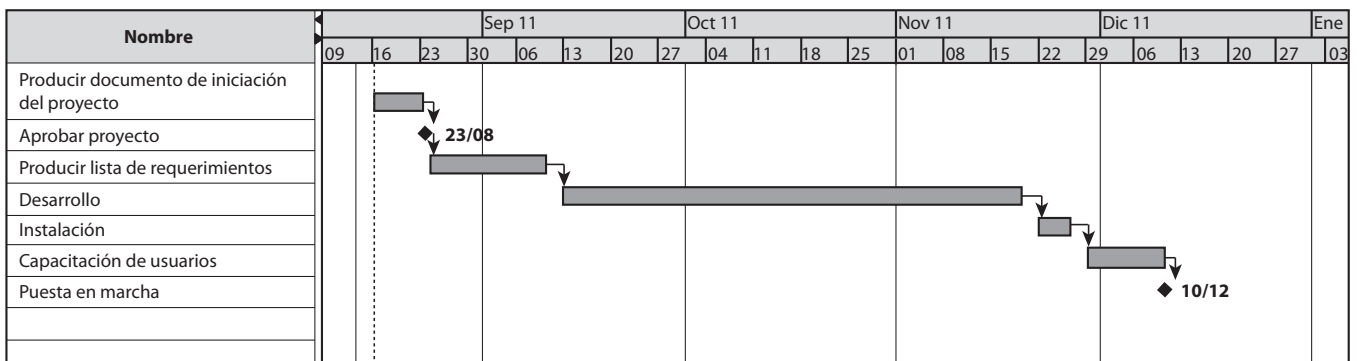 Nombre
Sep 11 Oct 11 Nov 11 Dic 11 Ene
09 16 23 30 06 13 20 27 04 11 18 25 01 08 15 22 29 06 13 20 27 03
Producir documento de iniciación
del proyecto
Aprobar proyecto
23/08
Producir lista de requerimientos
Desarrollo
Instalación
Capacitación de usuarios
Puesta en marcha
10/12